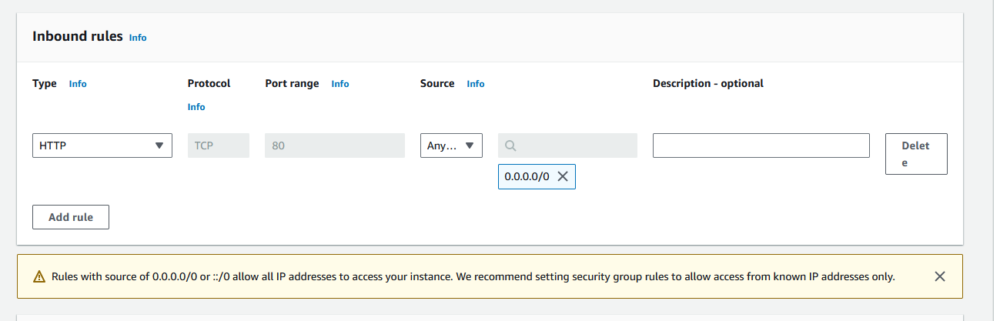 Inbound rules Info
Type Info Protocol Info Port range Info Source Info Description - optional
HTTP TCP 80 Any... 0.0.0.0/0 Delet
e
Add rule
Rules with source of 0.0.0.0/0 or ::/0 allow all IP addresses to access your instance. We recommend setting security group rules to allow access from known IP addresses only.